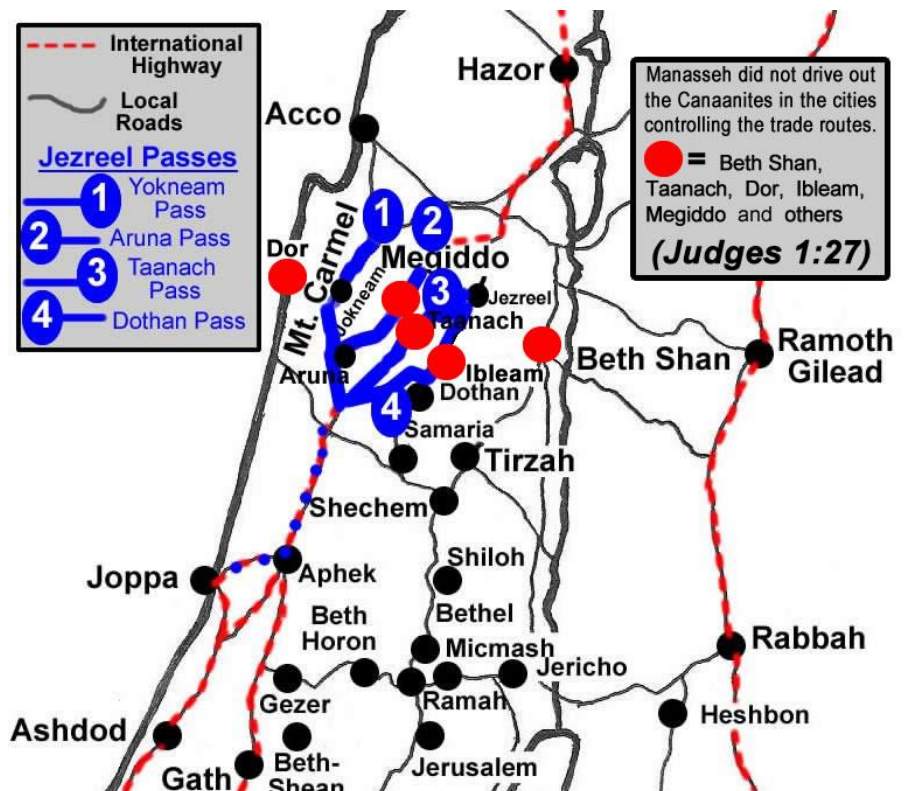 International
Highway
Local
Roads
Jezreel Passes
1 Yokneam
Pass
2 Aruna Pass
3 Taanach
Pass
4 Dothan Pass
Manasseh did not drive out
the Canaanites in the cities
controlling the trade routes.
= Beth Shan,
Taanach, Dor, Ibleam,
Megiddo and others
(Judges 1:27)
Hazor
Acco
1
2
Mt. Carmel
Dor
Megiddo
Jokneam
3
Jezreel
Taanach
Aruna
Ibleam
Beth Shan
Ramoth
Gilead
Dothan
4
Samaria
Tirzah
Shechem
Shiloh
Aphek
Joppa
Beth
Horon
Bethel
Micmash
Rabbah
Jericho
Gezer
Ramah
Heshbon
Ashdod
Gath
Beth-
Shean
Jerusalem